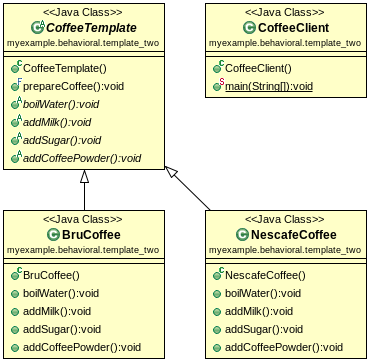 <<Java Class>>
CoffeeTemplate
myexample.behavioral.template_two
CoffeeTemplate()
prepareCoffee():void
boilWater():void
addMilk():void
addSugar():void
addCoffeePowder():void
<<Java Class>>
CoffeeClient
myexample.behavioral.template_two
CoffeeClient()
main(String[]):void
<<Java Class>>
BruCoffee
myexample.behavioral.template_two
BruCoffee()
boilWater():void
addMilk():void
addSugar():void
addCoffeePowder():void
<<Java Class>>
NescafeCoffee
myexample.behavioral.template_two
NescafeCoffee()
boilWater():void
addMilk():void
addSugar():void
addCoffeePowder():void